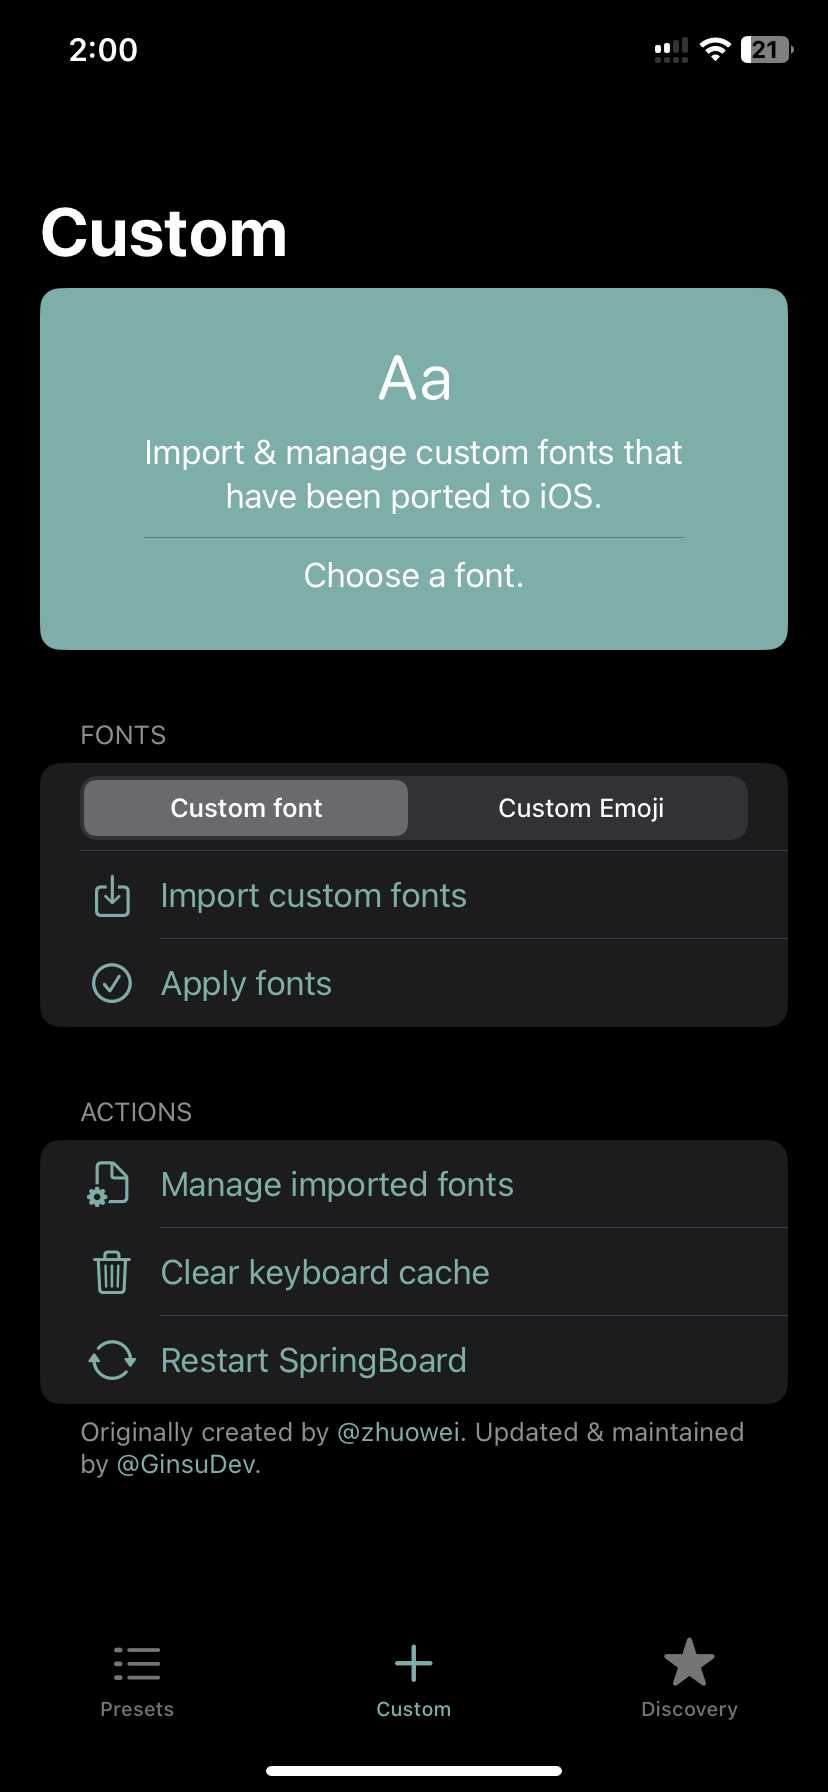 2:00
21
Custom
Aa
Import & manage custom fonts that
have been ported to iOS.
Choose a font.
FONTS
Custom font
Custom Emoji
Import custom fonts
Apply fonts
ACTIONS
Manage imported fonts
Clear keyboard cache
Restart SpringBoard
Originally created by @zhuowei. Updated & maintained
by @GinsuDev.
Presets
Custom
Discovery